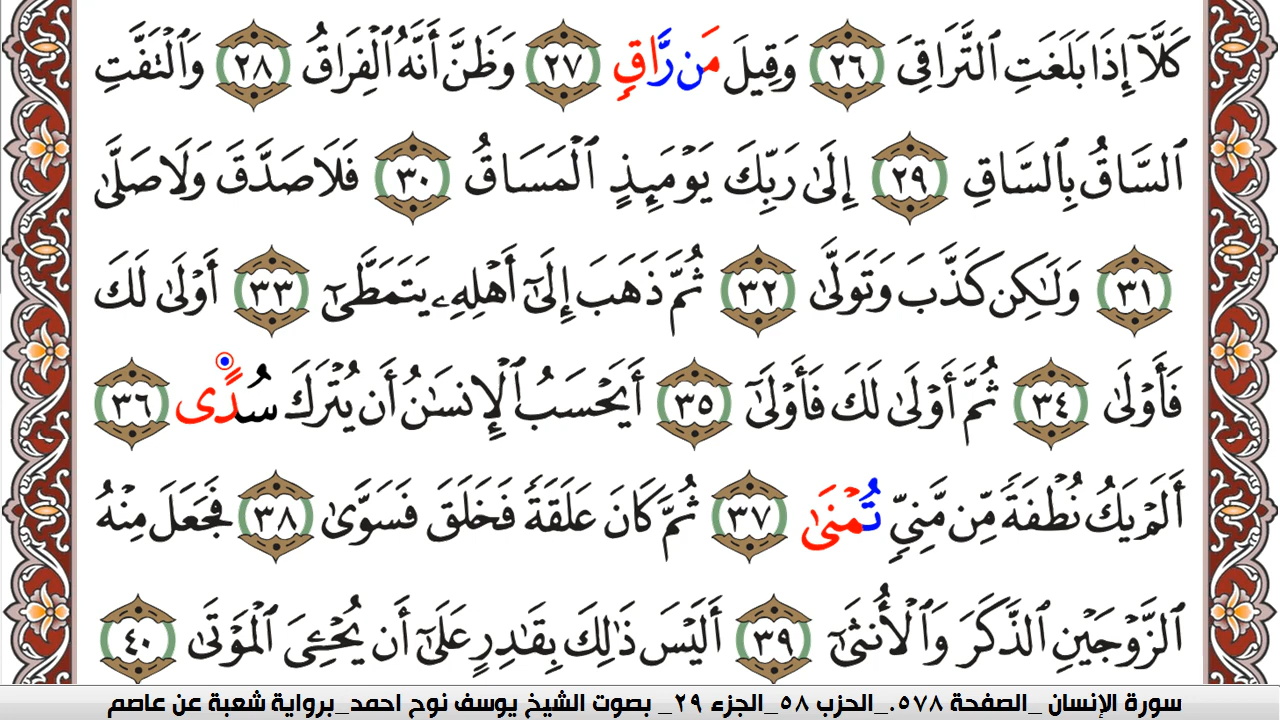 كَلَّآ إِذَا بَلَغَتِ ٱلتَّرَاقِيَ ٢٦ وَقِيلَ مَن رَّاقٖ ٢٧ وَظَنَّ أَنَّهُ ٱلۡفِرَاقُ ٢٨ وَٱلۡتَفَّتِ
ٱلسَّاقُ بِٱلسَّاقِ ٢٩ إِلَىٰ رَبِّكَ يَوۡمَئِذٍ ٱلۡمَسَاقُ ٣٠ فَلَا صَدَّقَ وَلَا صَلَّىٰ
٣١ وَلَٰكِن كَذَّبَ وَتَوَلَّىٰ ٣٢ ثُمَّ ذَهَبَ إِلَىٰٓ أَهۡلِهِۦ يَتَمَطَّىٰٓ ٣٣ أَوۡلَىٰ لَكَ
فَأَوۡلَىٰ ٣٤ ثُمَّ أَوۡلَىٰ لَكَ فَأَوۡلَىٰٓ ٣٥ أَيَحۡسَبُ ٱلۡإِنسَٰنُ أَن يُتۡرَكَ سُدًى ٣٦
أَلَمۡ يَكُ نُطۡفَةٗ مِّن مَّنِيّٖ تُمۡنَىٰ ٣٧ ثُمَّ كَانَ عَلَقَةٗ فَخَلَقَ فَسَوَّىٰ ٣٨ فَجَعَلَ مِنۡهُ
ٱلزَّوۡجَيۡنِ ٱلذَّكَرَ وَٱلۡأُنثَىٰٓ ٣٩ أَلَيۡسَ ذَٰلِكَ بِقَٰدِرٍ عَلَىٰٓ أَن يُحۡـِۧيَ ٱلۡمَوۡتَىٰ ٤٠
سورة الإنسان _الصفحة ٥٧٨._الحزب ٥٨_الجزء ٢٩_ بصوت الشيخ يوسف نوح احمد_برواية شعبة عن عاصم